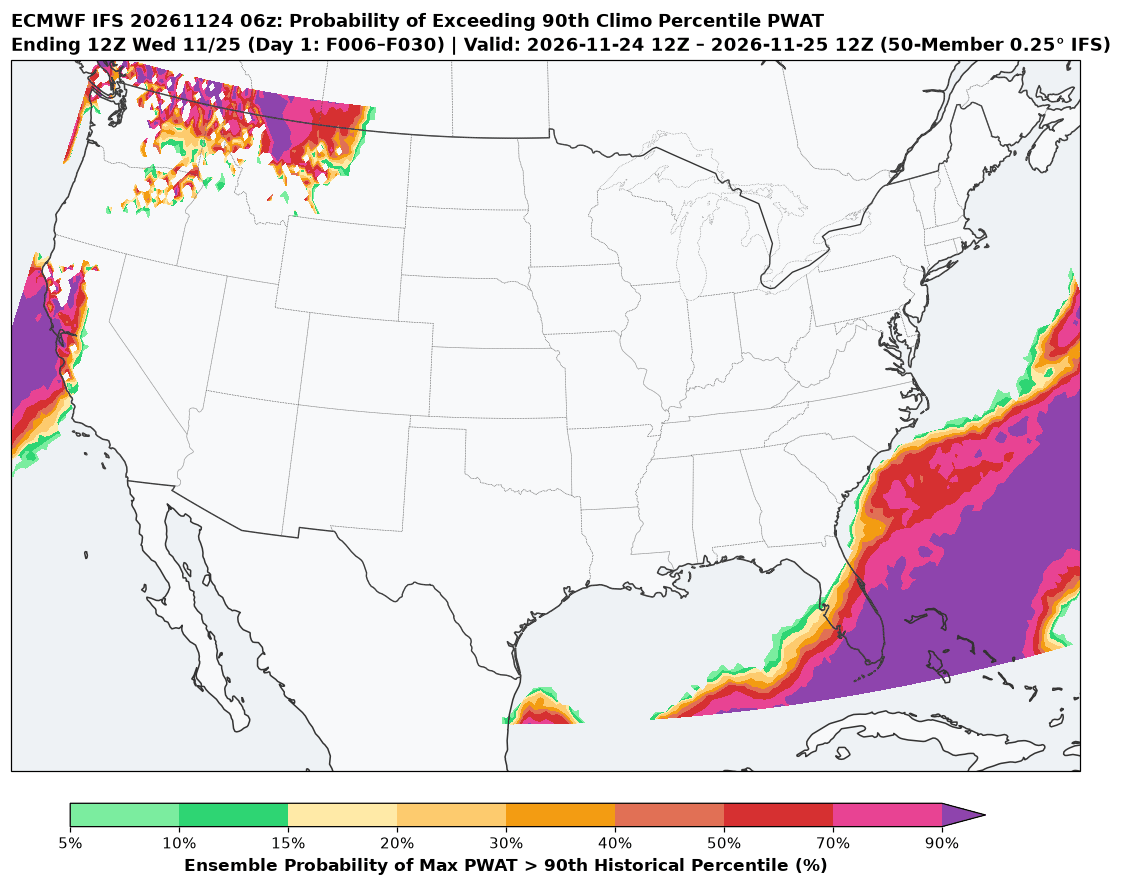 ECMWF IFS 20261124 06z: Probability of Exceeding 90th Climo Percentile PWAT
Ending 12Z Wed 11/25 (Day 1: F006–F030) | Valid: 2026-11-24 12Z – 2026-11-25 12Z (50-Member 0.25° IFS)
5% 10% 15% 20% 30% 40% 50% 70% 90%
Ensemble Probability of Max PWAT > 90th Historical Percentile (%)